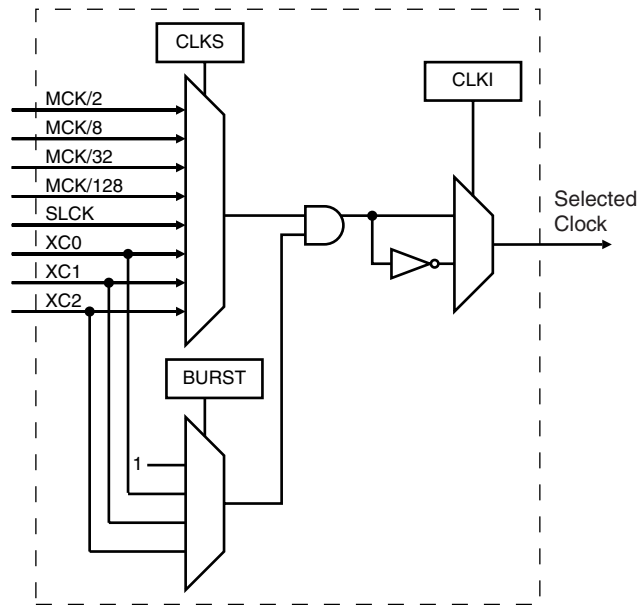 CLKS
CLKI
MCK/2
MCK/8
MCK/32
MCK/128
SLCK
XC0
XC1
XC2
Selected
Clock
BURST
1